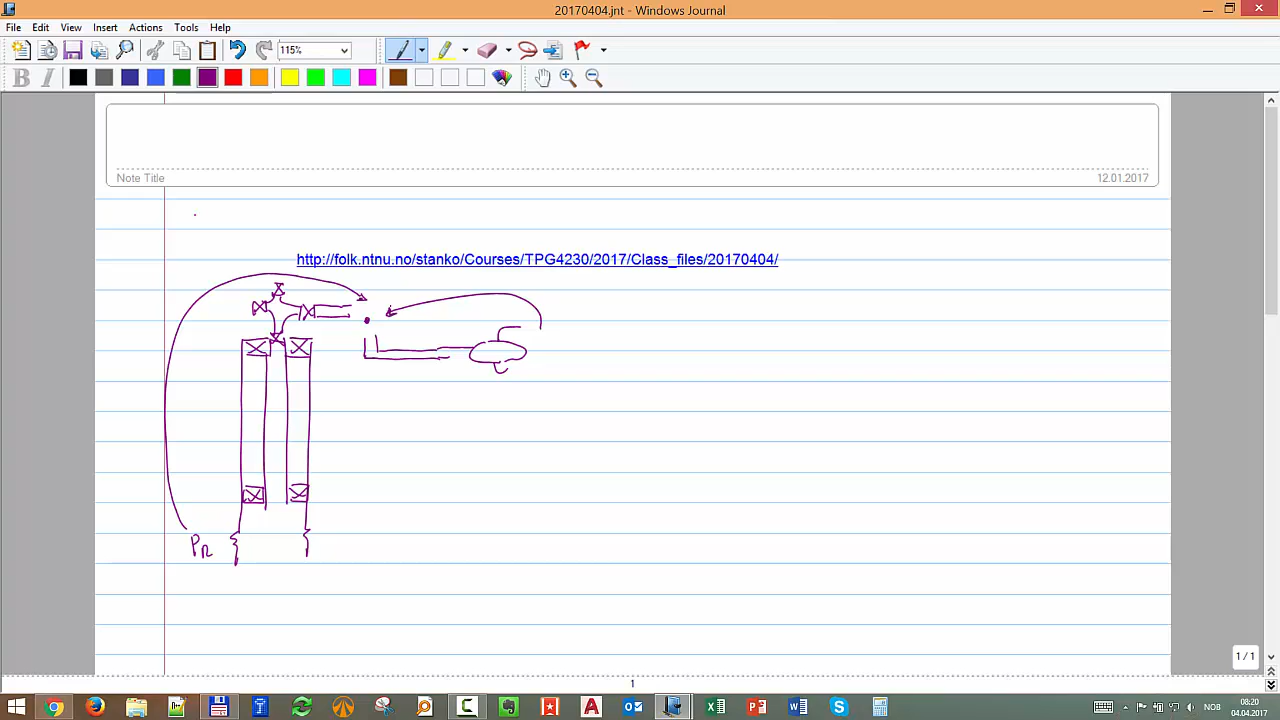 20170404.jnt - Windows Journal
File Edit View Insert Actions Tools Help
115%
B I
Note Title
12.01.2017
http://folk.ntnu.no/stanko/Courses/TPG4230/2017/Class_files/20170404/
PR
1 / 1
1
NOB
08:20
04.04.2017